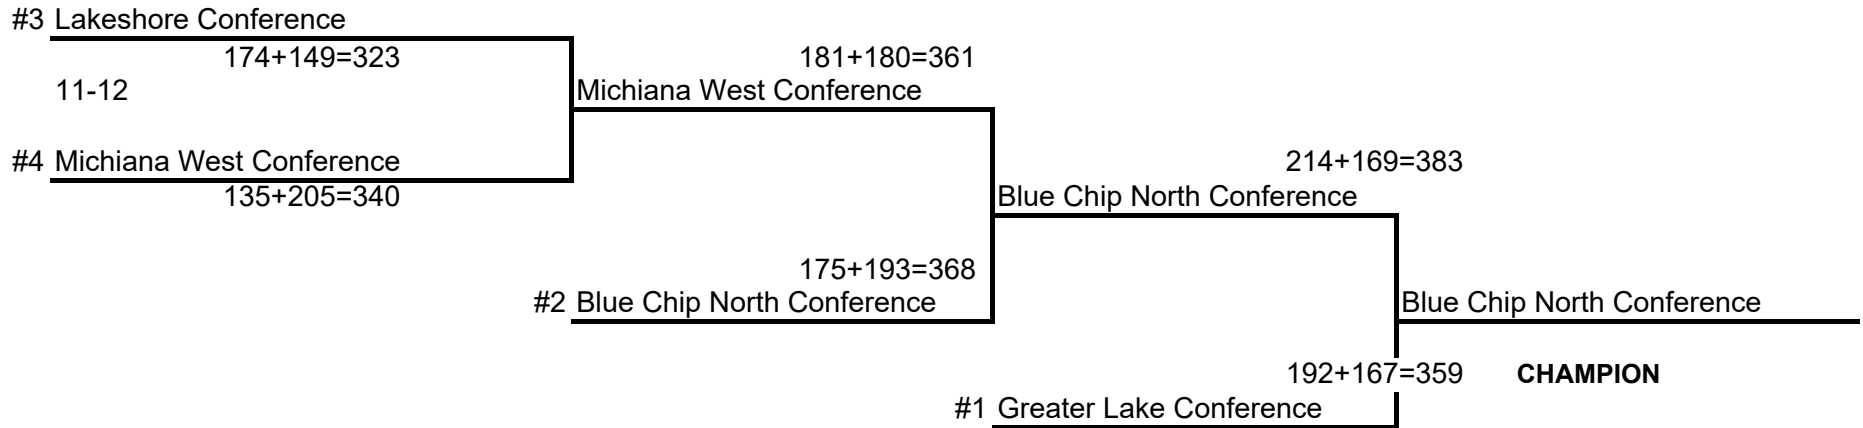 #3 Lakeshore Conference
174+149=323
181+180=361
11-12
Michiana West Conference
#4 Michiana West Conference
214+169=383
135+205=340
Blue Chip North Conference
175+193=368
#2 Blue Chip North Conference
Blue Chip North Conference
192+167=359
CHAMPION
#1 Greater Lake Conference